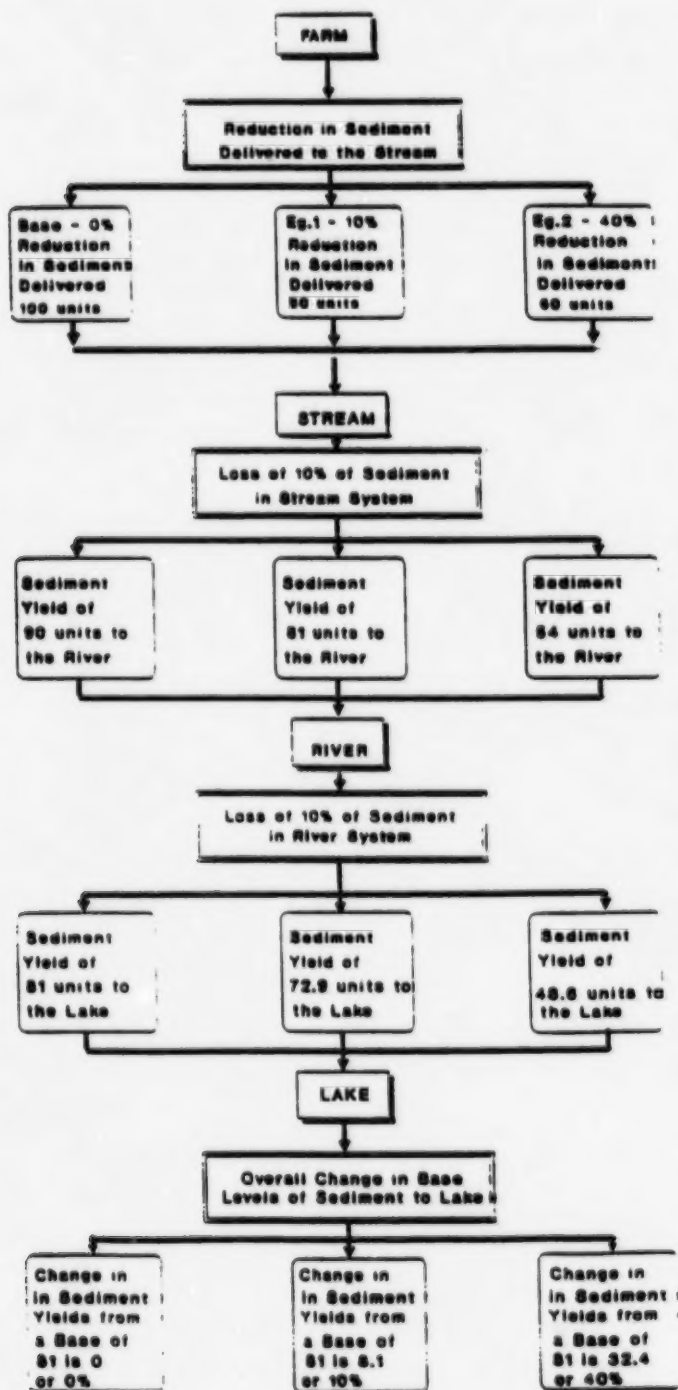 FARM
Reduction in Sediment
Delivered to the Stream
Base - 0%
Reduction
in Sediment
Delivered
100 units
Eg.1 - 10%
Reduction
in Sediment
Delivered
90 units
Eg.2 - 40%
Reduction
in Sediment
Delivered
60 units
STREAM
Loss of 10% of Sediment
in Stream System
Sediment
Yield of
90 units to
the River
Sediment
Yield of
81 units to
the River
Sediment
Yield of
54 units to
the River
RIVER
Loss of 10% of Sediment
in River System
Sediment
Yield of
81 units to
the Lake
Sediment
Yield of
72.9 units to
the Lake
Sediment
Yield of
48.6 units to
the Lake
LAKE
Overall Change in Base
Levels of Sediment to Lake
Change in
in Sediment
Yields from
a Base of
81 is 0
or 0%
Change in
in Sediment
Yields from
a Base of
81 is 8.1
or 10%
Change in
in Sediment
Yields from
a Base of
81 is 32.4
or 40%